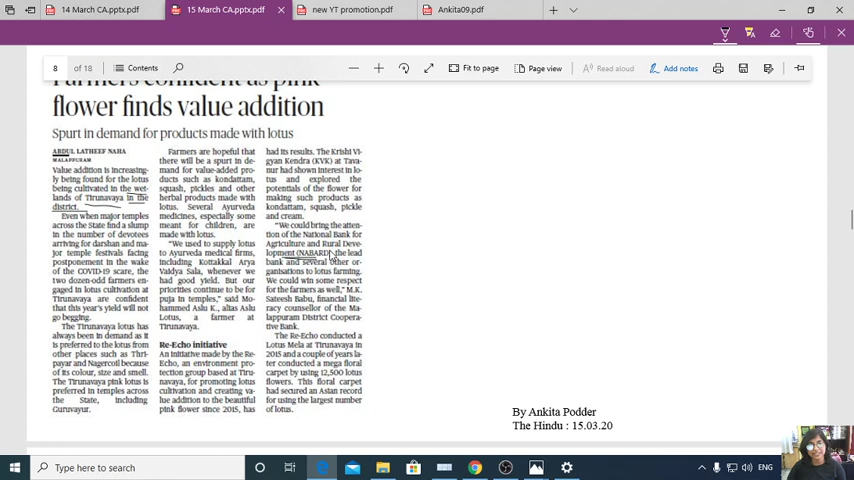 14 March CA.pptx.pdf
15 March CA.pptx.pdf
new YT promotion.pdf
Ankita09.pdf
8
of 18
Contents
Fit to page
Page view
Read aloud
Add notes
Farmers confident as pink
flower finds value addition
Spurt in demand for products made with lotus
ABDUL LATHEEF NAHA
MALAPPURAM
Value addition is increasing-
ly being found for the lotus
being cultivated in the wet-
lands of Tirunavaya in the
district.
Even when major temples
across the State find a slump
in the number of devotees
arriving for darshan and ma-
jor temple festivals facing
postponement in the wake
of the COVID-19 scare, the
two dozen-odd farmers en-
gaged in lotus cultivation at
Tirunavaya are confident
that this year's yield will not
go begging.
The Tirunavaya lotus has
always been in demand as it
is preferred to the lotus from
other places such as Thri-
payar and Nagercoil because
of its colour, size and smell.
The Tirunavaya pink lotus is
preferred in temples across
the State, including
Guruvayur.
Farmers are hopeful that
there will be a spurt in de-
mand for value-added pro-
ducts such as kondattam,
squash, pickles and other
herbal products made with
lotus. Several Ayurveda
medicines, especially some
meant for children, are
made with lotus.
"We used to supply lotus
to Ayurveda medical firms,
including Kottakkal Arya
Vaidya Sala, whenever we
had good yield. But our
priorities continue to be for
puja in temples," said Mo-
hammed Aslu K., alias Aslu
Lotus, a farmer at
Tirunavaya.
Re-Echo initiative
An initiative made by the Re-
Echo, an environment pro-
tection group based at Tiru-
navaya, for promoting lotus
cultivation and creating va-
lue addition to the beautiful
pink flower since 2015, has
had its results. The Krishi Vi-
gyan Kendra (KVK) at Tava-
nur had shown interest in lo-
tus and explored the
potentials of the flower for
making such products as
kondattam, squash, pickle
and cream.
"We could bring the atten-
tion of the National Bank for
Agriculture and Rural Deve-
lopment (NABARD), the lead
bank and several other or-
ganisations to lotus farming.
We could win some respect
for the farmers as well," M.K.
Sateesh Babu, financial lite-
racy counsellor of the Ma-
lappuram District Coopera-
tive Bank.
The Re-Echo conducted a
Lotus Mela at Tirunavaya in
2015 and a couple of years la-
ter conducted a mega floral
carpet by using 12,500 lotus
flowers. This floral carpet
had secured an Asian record
for using the largest number
of lotus.
By Ankita Podder
The Hindu : 15.03.20
Type here to search
ENG